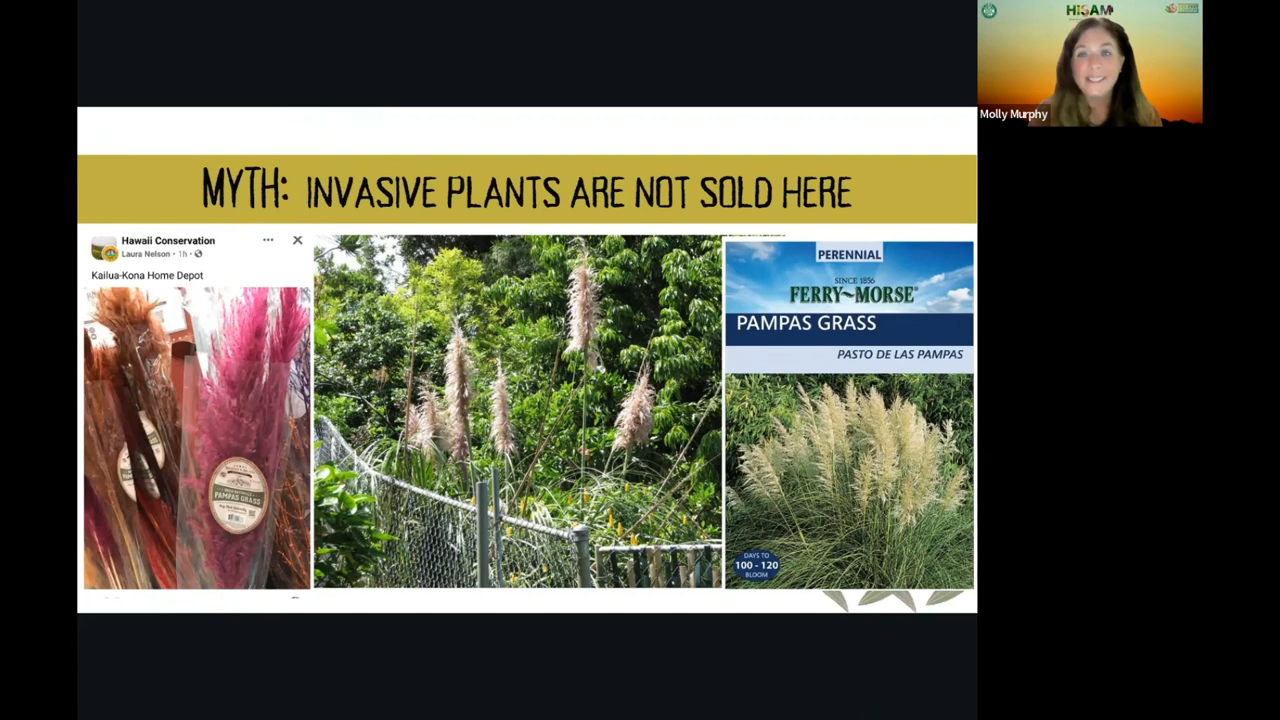 HISAM
Molly Murphy
MYTH: INVASIVE PLANTS ARE NOT SOLD HERE
Hawaii Conservation
Laura Nelson · 1h ·
Kailua-Kona Home Depot
PAMPAS GRASS
PERENNIAL
SINCE 1856
FERRY~MORSE®
PAMPAS GRASS
PASTO DE LAS PAMPAS
DAYS TO
100 - 120
BLOOM